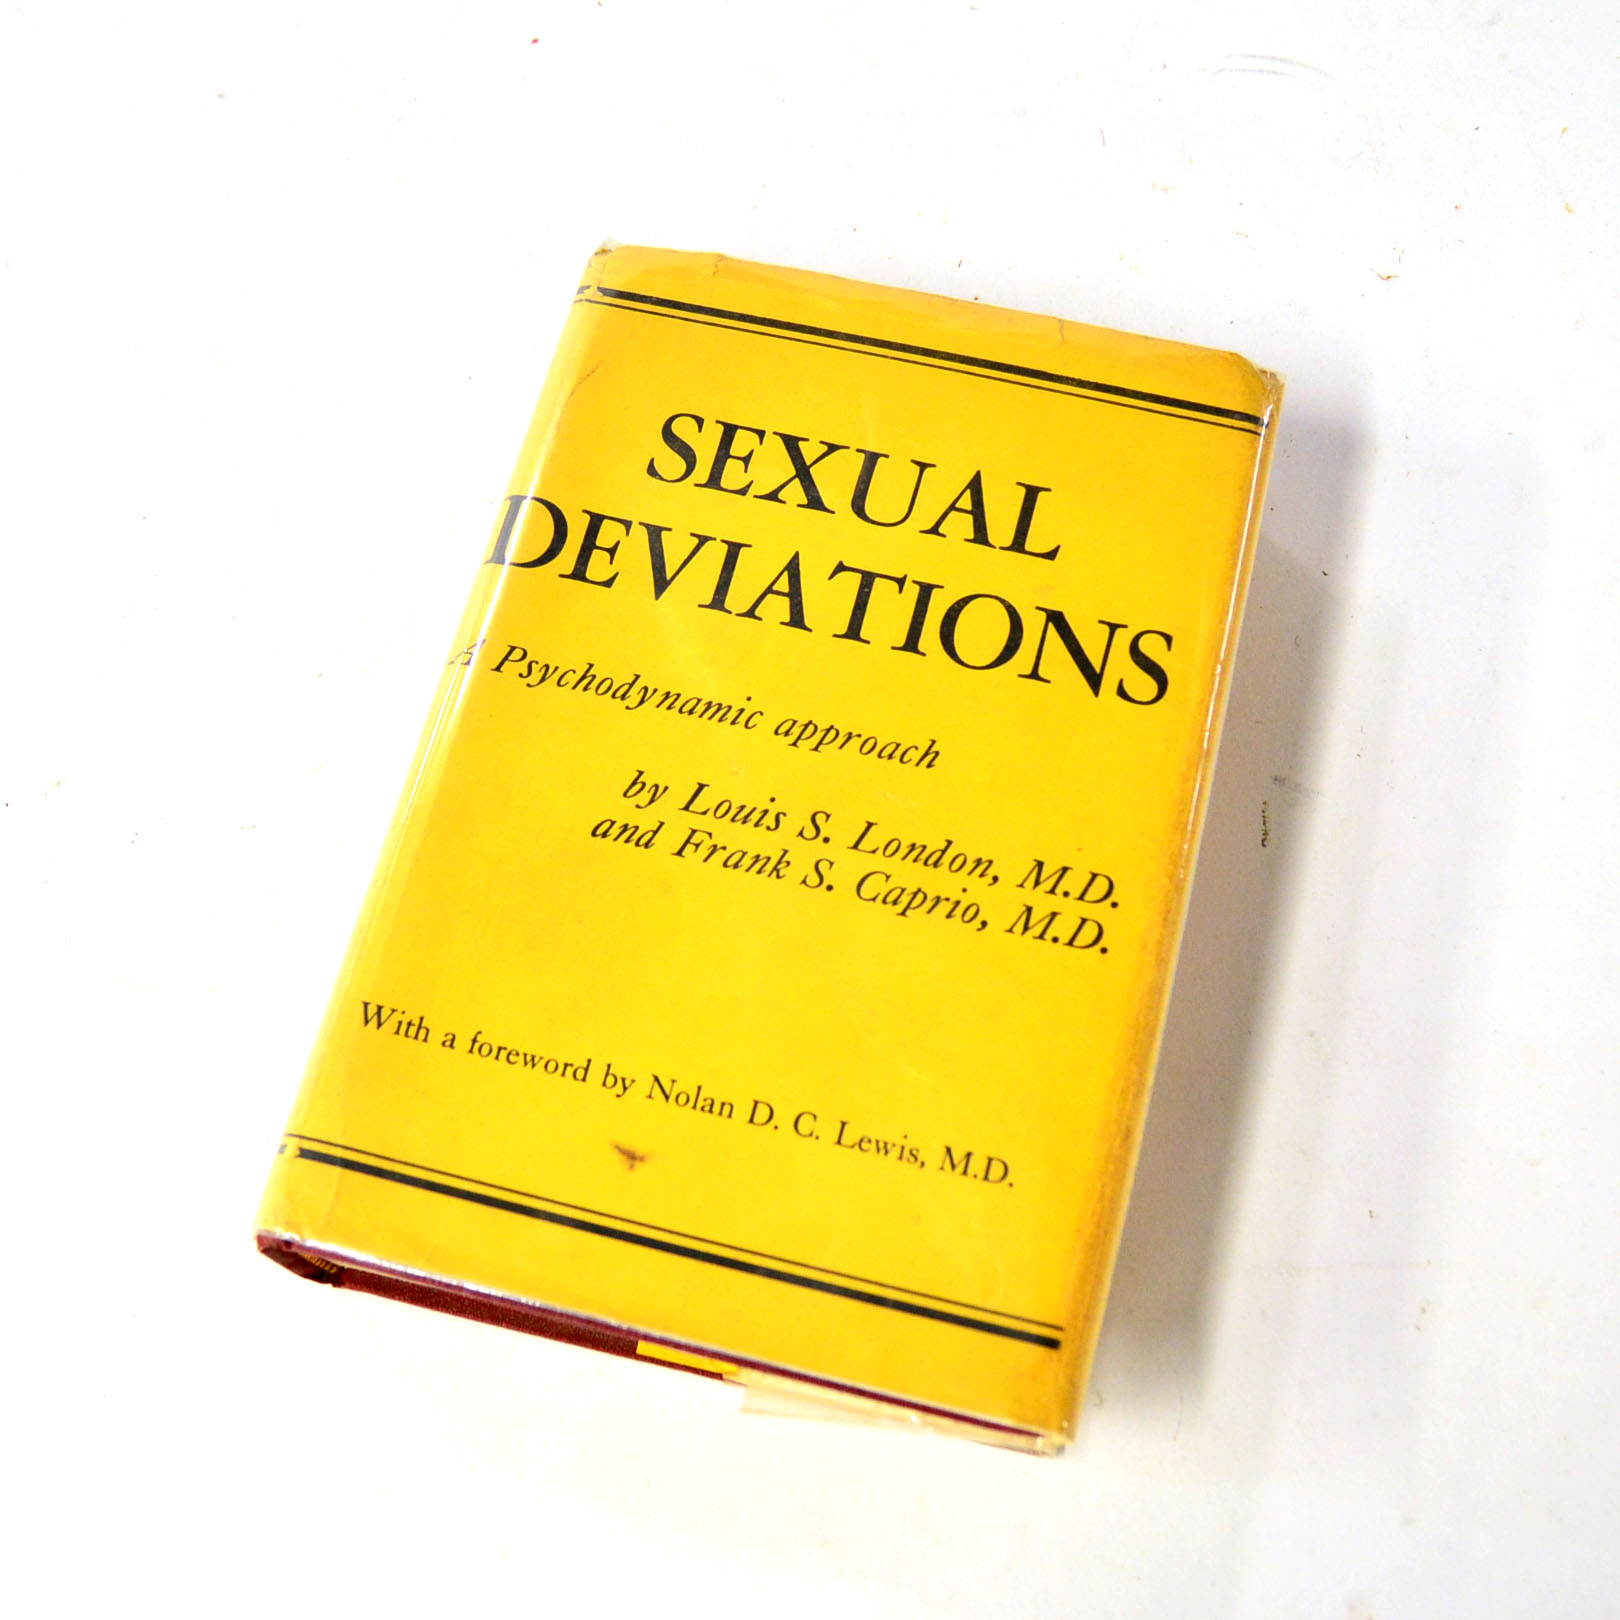 SEXUAL
DEVIATIONS
A Psychodynamic approach
by Louis S. London, M.D.
and Frank S. Caprio, M.D.
With a foreword by Nolan D. C. Lewis, M.D.